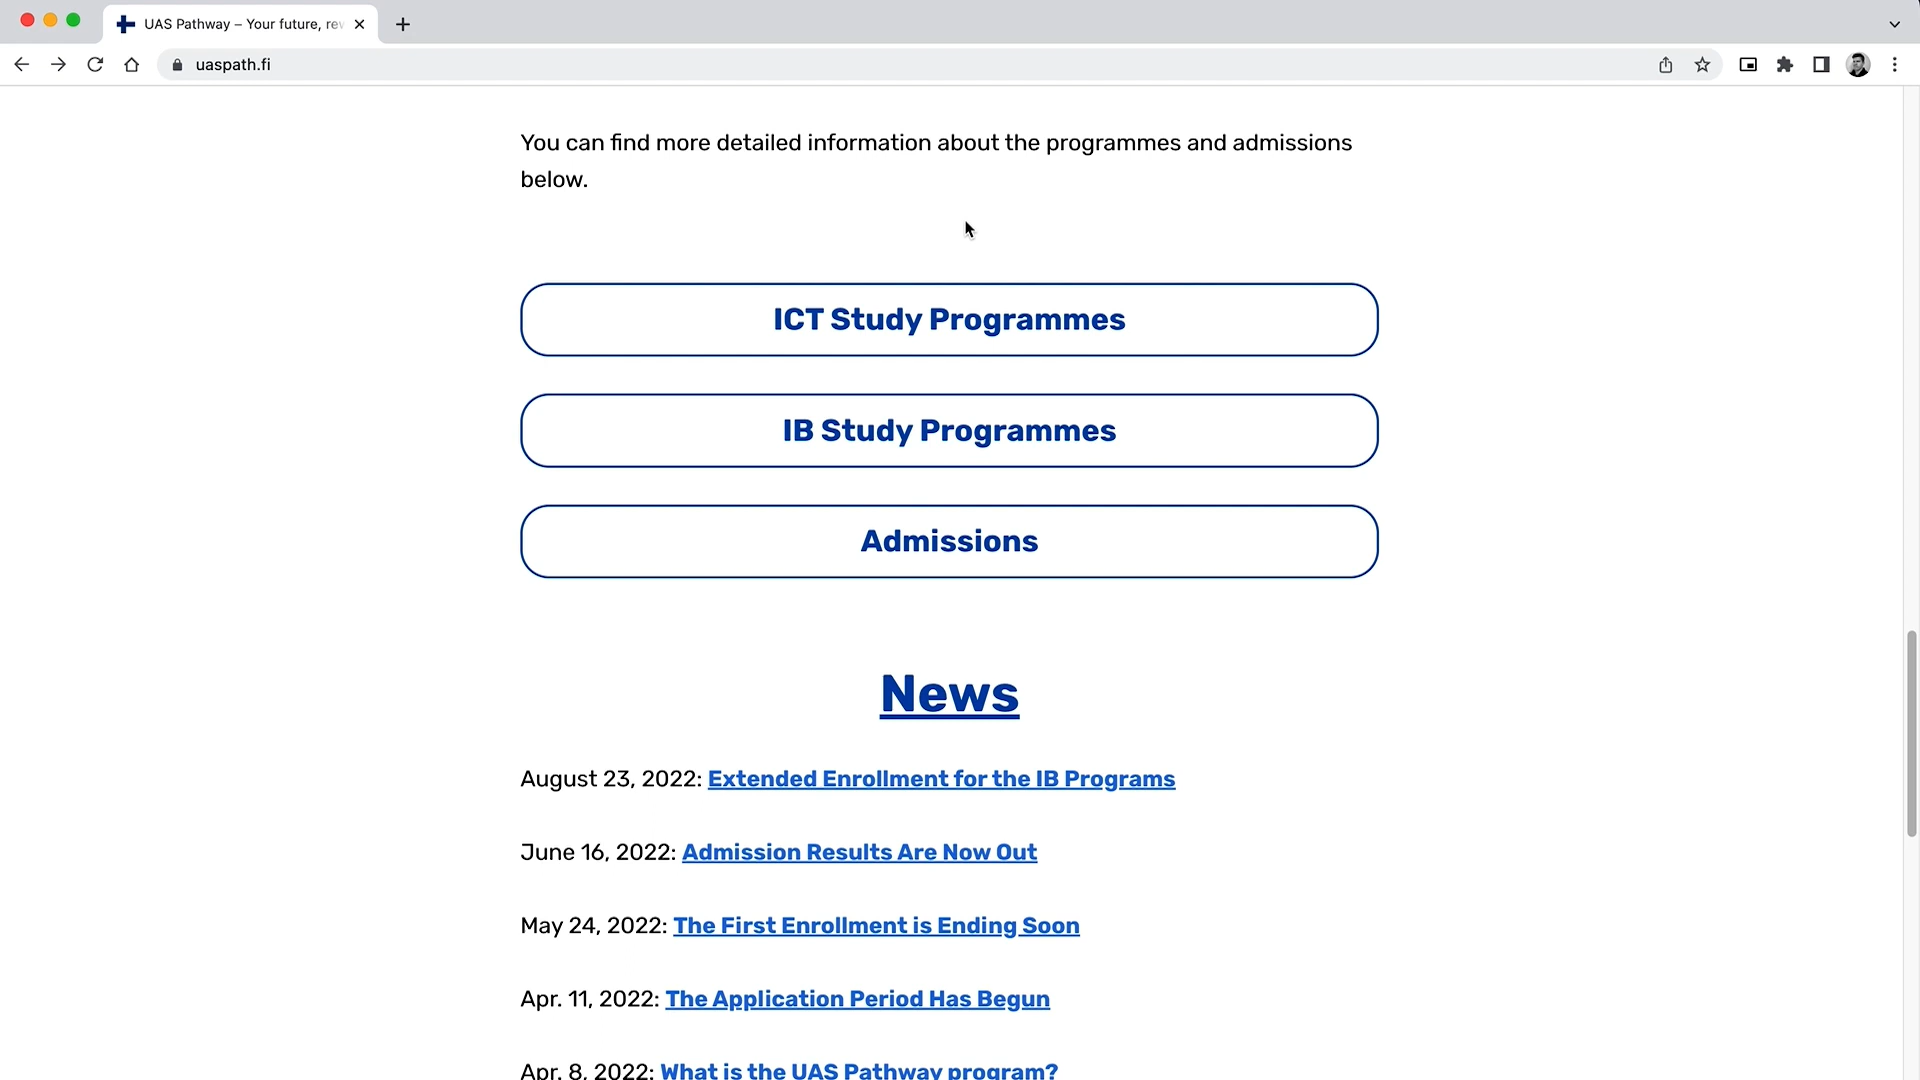 UAS Pathway – Your future, rev
uaspath.fi
You can find more detailed information about the programmes and admissions
below.
ICT Study Programmes
IB Study Programmes
Admissions
News
August 23, 2022: Extended Enrollment for the IB Programs
June 16, 2022: Admission Results Are Now Out
May 24, 2022: The First Enrollment is Ending Soon
Apr. 11, 2022: The Application Period Has Begun
Apr. 8, 2022: What is the UAS Pathway program?